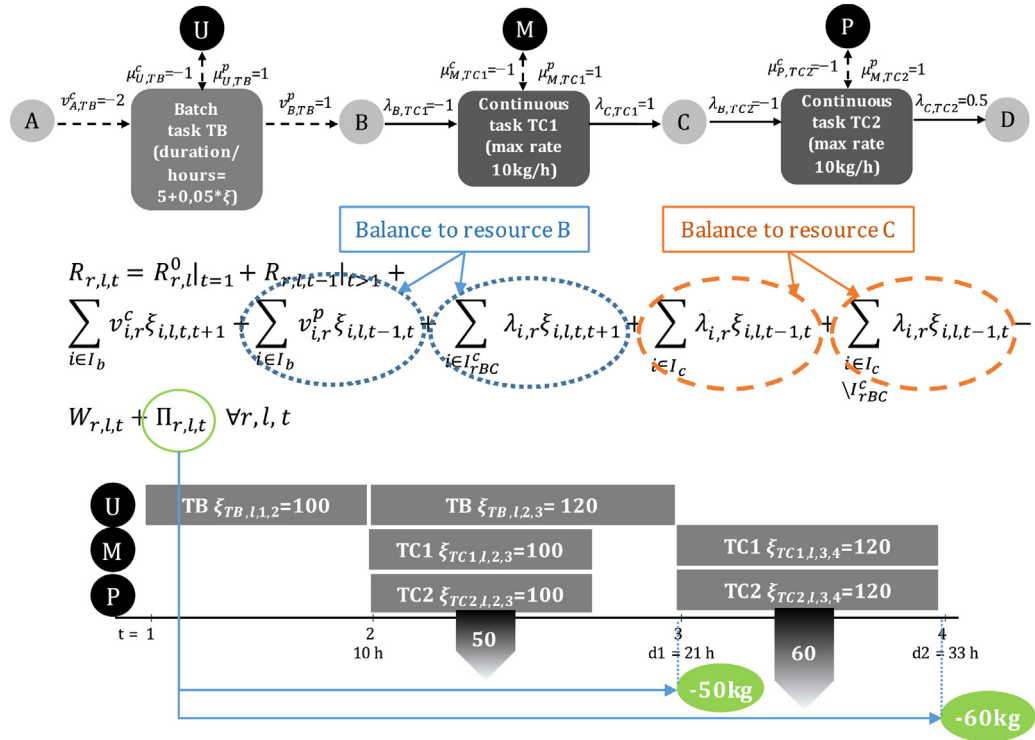 U
M
P
μ^c_{U,TB}=−1
μ^p_{U,TB}=1
μ^c_{M,TC1}=−1
μ^p_{M,TC1}=1
μ^c_{P,TC2}=−1
μ^p_{M,TC2}=1
A
v^c_{A,TB}=−2
Batch
task TB
(duration/
hours=
5+0,05*ξ)
v^p_{B,TB}=1
B
λ_{B,TC1}=−1
Continuous
task TC1
(max rate
10kg/h)
λ_{C,TC1}=1
C
λ_{B,TC2}=−1
Continuous
task TC2
(max rate
10kg/h)
λ_{C,TC2}=0.5
D
Balance to resource B
Balance to resource C
R_{r,l,t} = R^0_{r,l}|_{t=1} + R_{r,l,t−1}|_{t>1} +
∑_{i∈I_b} v^c_{i,r}ξ_{i,l,t,t+1} + ∑_{i∈I_b} v^p_{i,r}ξ_{i,l,t−1,t} + ∑_{i∈I^c_{rBC}} λ_{i,r}ξ_{i,l,t,t+1} + ∑_{i∈I_c} λ_{i,r}ξ_{i,l,t−1,t} + ∑_{i∈I_c \I^c_{rBC}} λ_{i,r}ξ_{i,l,t−1,t} −
W_{r,l,t} + Π_{r,l,t} ∀r, l, t
U
TB ξ_{TB,l,1,2}=100
TB ξ_{TB,l,2,3}= 120
M
TC1 ξ_{TC1,l,2,3}=100
TC1 ξ_{TC1,l,3,4}=120
P
TC2 ξ_{TC2,l,2,3}=100
TC2 ξ_{TC2,l,3,4}=120
t = 1
2
3
4
10 h
50
d1 = 21 h
60
d2 = 33 h
-50kg
-60kg